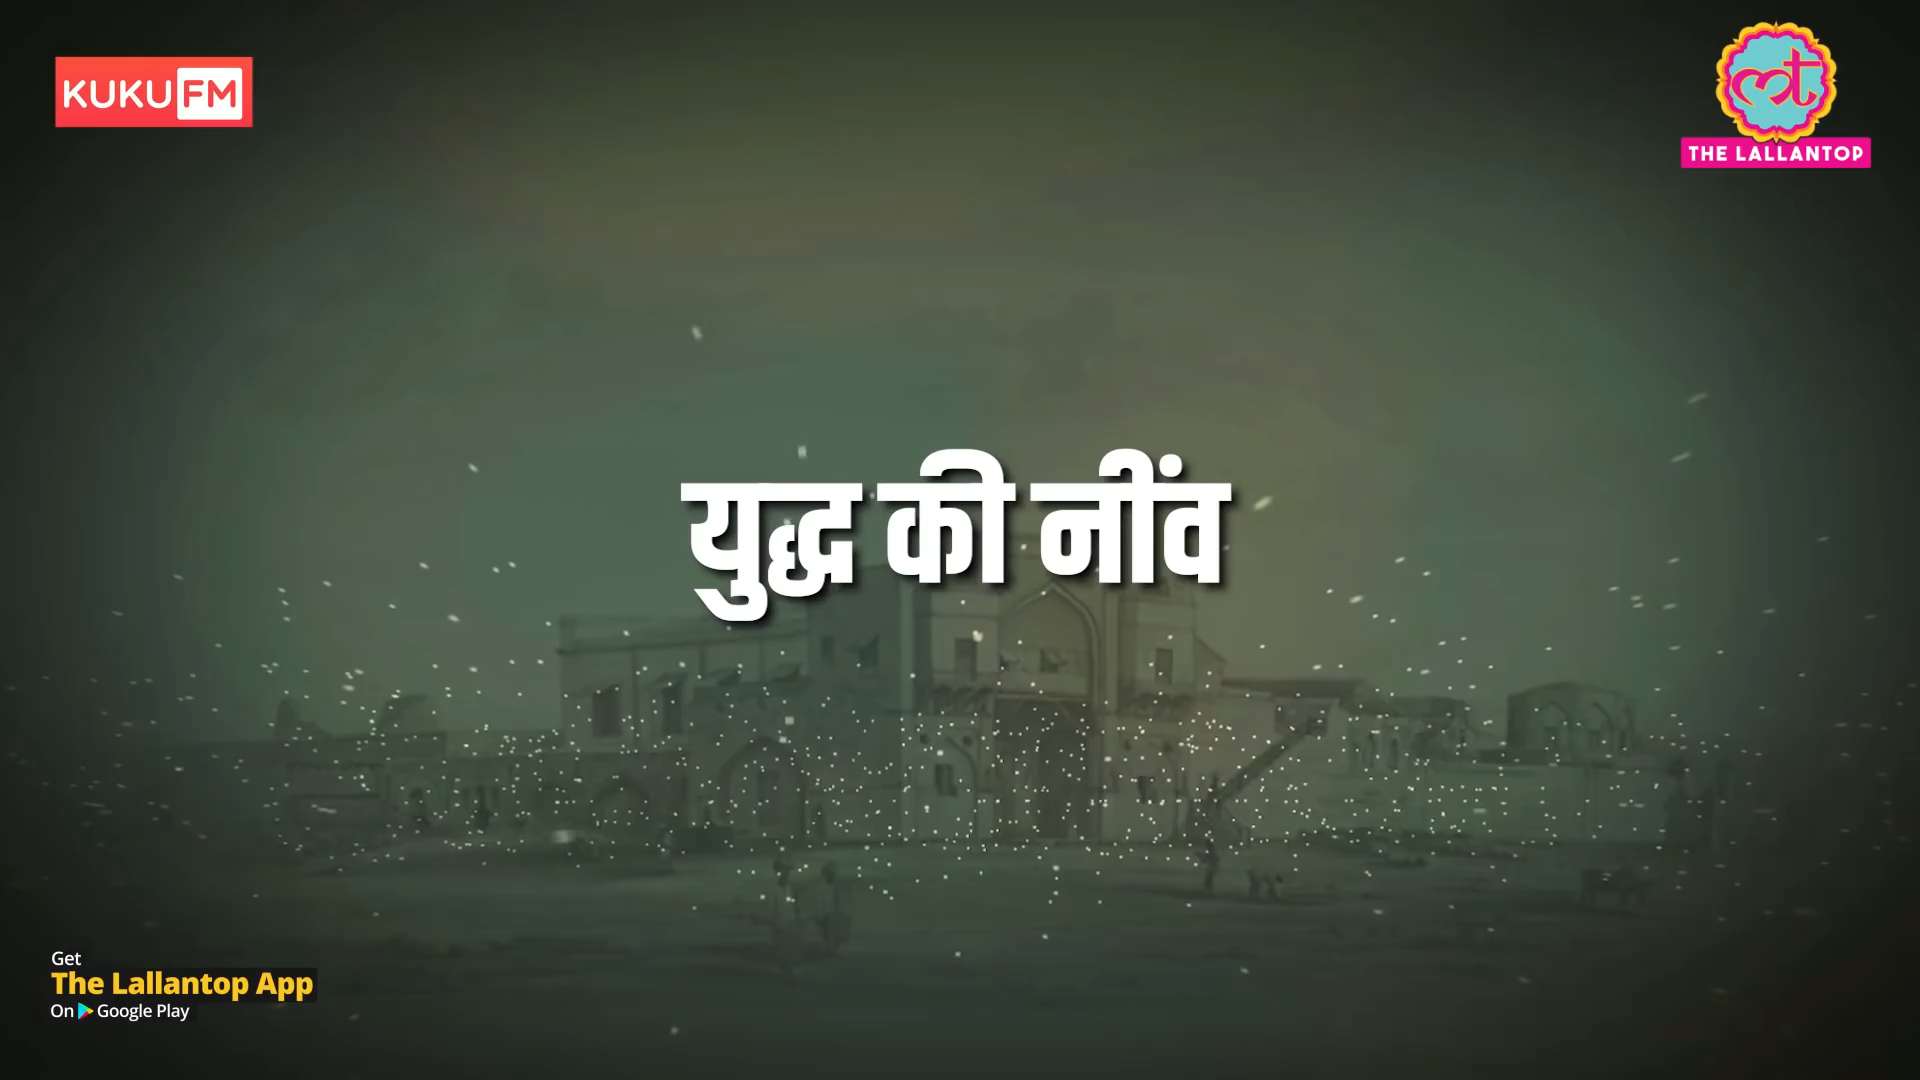 KUKU FM
THE LALLANTOP
युद्ध की नींव
Get
The Lallantop App
On Google Play